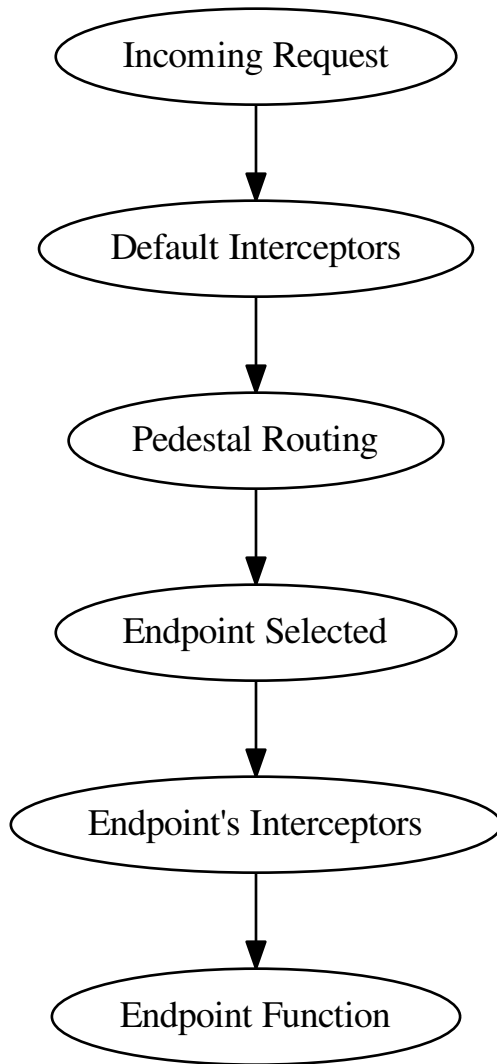 Incoming Request
Default Interceptors
Pedestal Routing
Endpoint Selected
Endpoint's Interceptors
Endpoint Function